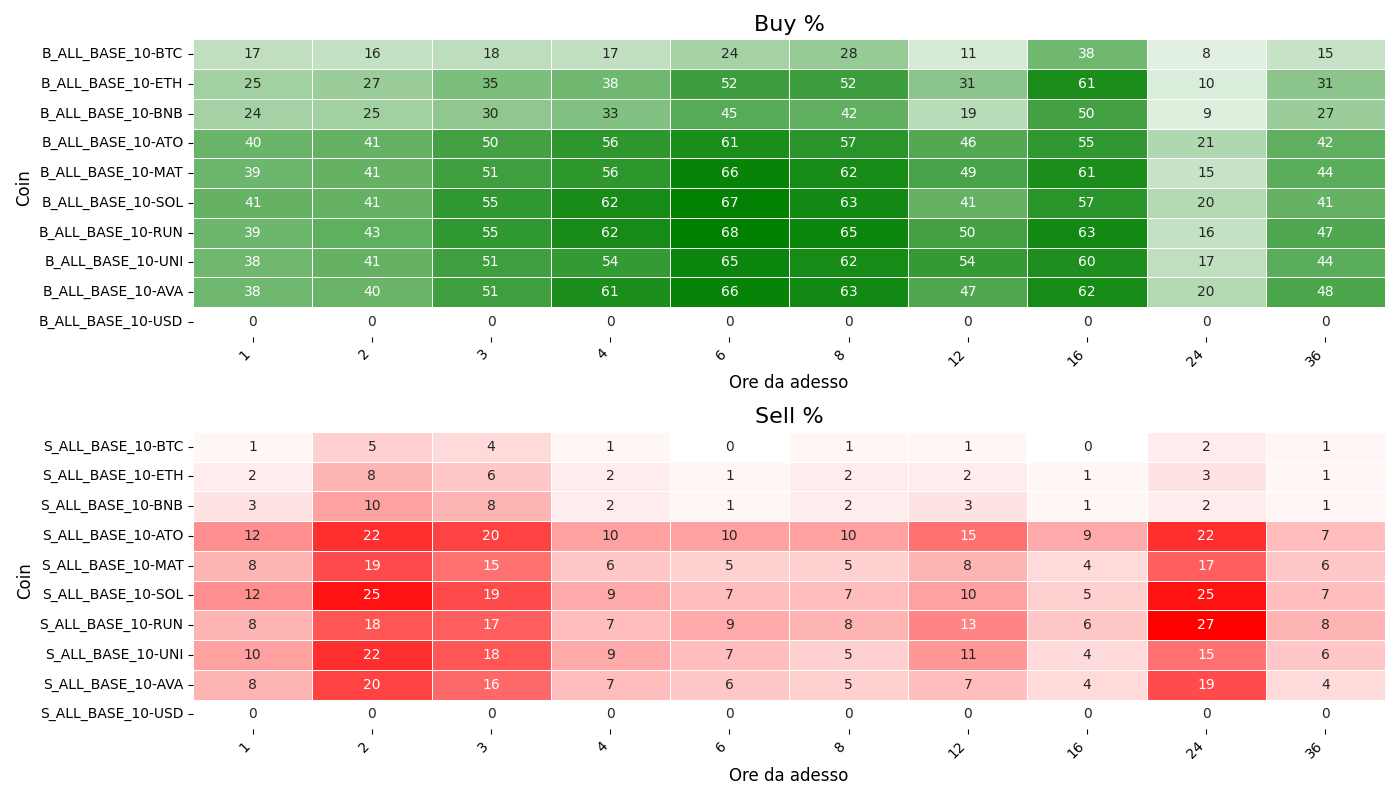 Buy %
Coin
B_ALL_BASE_10-BTC 17 16 18 17 24 28 11 38 8 15
B_ALL_BASE_10-ETH 25 27 35 38 52 52 31 61 10 31
B_ALL_BASE_10-BNB 24 25 30 33 45 42 19 50 9 27
B_ALL_BASE_10-ATO 40 41 50 56 61 57 46 55 21 42
B_ALL_BASE_10-MAT 39 41 51 56 66 62 49 61 15 44
B_ALL_BASE_10-SOL 41 41 55 62 67 63 41 57 20 41
B_ALL_BASE_10-RUN 39 43 55 62 68 65 50 63 16 47
B_ALL_BASE_10-UNI 38 41 51 54 65 62 54 60 17 44
B_ALL_BASE_10-AVA 38 40 51 61 66 63 47 62 20 48
B_ALL_BASE_10-USD 0 0 0 0 0 0 0 0 0 0
1 2 3 4 6 8 12 16 24 36
Ore da adesso
Sell %
Coin
S_ALL_BASE_10-BTC 1 5 4 1 0 1 1 0 2 1
S_ALL_BASE_10-ETH 2 8 6 2 1 2 2 1 3 1
S_ALL_BASE_10-BNB 3 10 8 2 1 2 3 1 2 1
S_ALL_BASE_10-ATO 12 22 20 10 10 10 15 9 22 7
S_ALL_BASE_10-MAT 8 19 15 6 5 5 8 4 17 6
S_ALL_BASE_10-SOL 12 25 19 9 7 7 10 5 25 7
S_ALL_BASE_10-RUN 8 18 17 7 9 8 13 6 27 8
S_ALL_BASE_10-UNI 10 22 18 9 7 5 11 4 15 6
S_ALL_BASE_10-AVA 8 20 16 7 6 5 7 4 19 4
S_ALL_BASE_10-USD 0 0 0 0 0 0 0 0 0 0
1 2 3 4 6 8 12 16 24 36
Ore da adesso